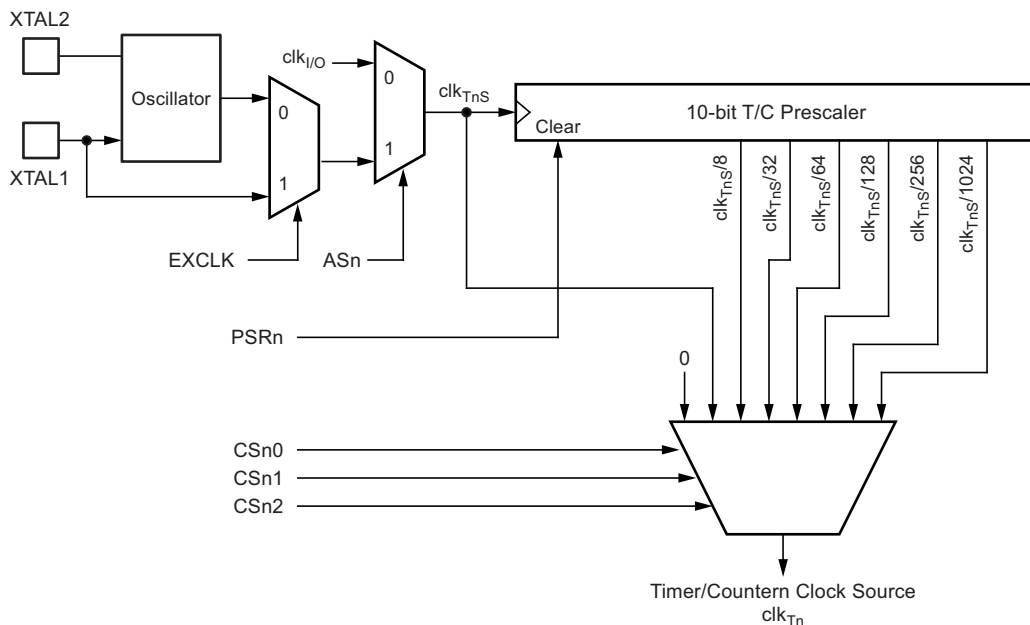 XTAL2
Oscillator
XTAL1
0
1
EXCLK
clkI/O
0
1
ASn
clkTnS
10-bit T/C Prescaler
Clear
clkTnS/8
clkTnS/32
clkTnS/64
clkTnS/128
clkTnS/256
clkTnS/1024
PSRn
0
CSn0
CSn1
CSn2
Timer/Countern Clock Source
clkTn